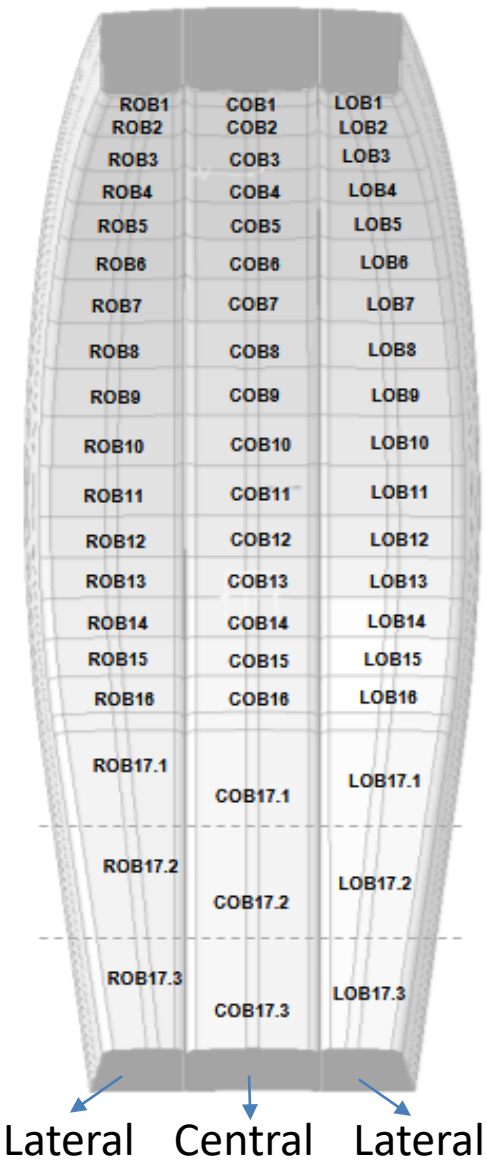 ROB1 COB1 LOB1
ROB2 COB2 LOB2
ROB3 COB3 LOB3
ROB4 COB4 LOB4
ROB5 COB5 LOB5
ROB6 COB6 LOB6
ROB7 COB7 LOB7
ROB8 COB8 LOB8
ROB9 COB9 LOB9
ROB10 COB10 LOB10
ROB11 COB11 LOB11
ROB12 COB12 LOB12
ROB13 COB13 LOB13
ROB14 COB14 LOB14
ROB15 COB15 LOB15
ROB16 COB16 LOB16
ROB17.1 COB17.1 LOB17.1
ROB17.2 COB17.2 LOB17.2
ROB17.3 COB17.3 LOB17.3
Lateral Central Lateral